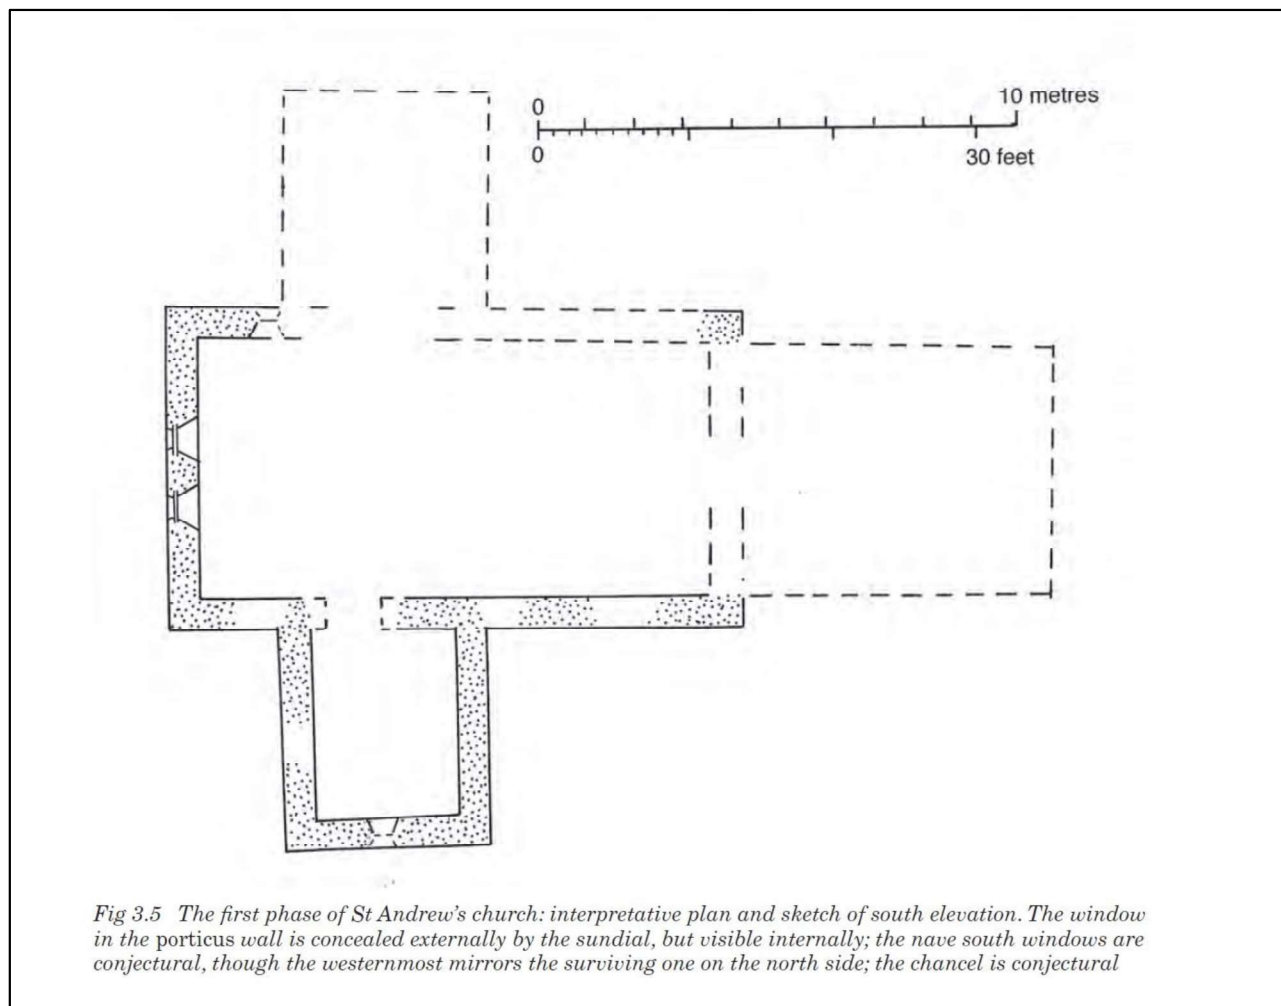 0
10 metres
0
30 feet
Fig 3.5 The first phase of St Andrew's church: interpretative plan and sketch of south elevation. The window
in the porticus wall is concealed externally by the sundial, but visible internally; the nave south windows are
conjectural, though the westernmost mirrors the surviving one on the north side; the chancel is conjectural